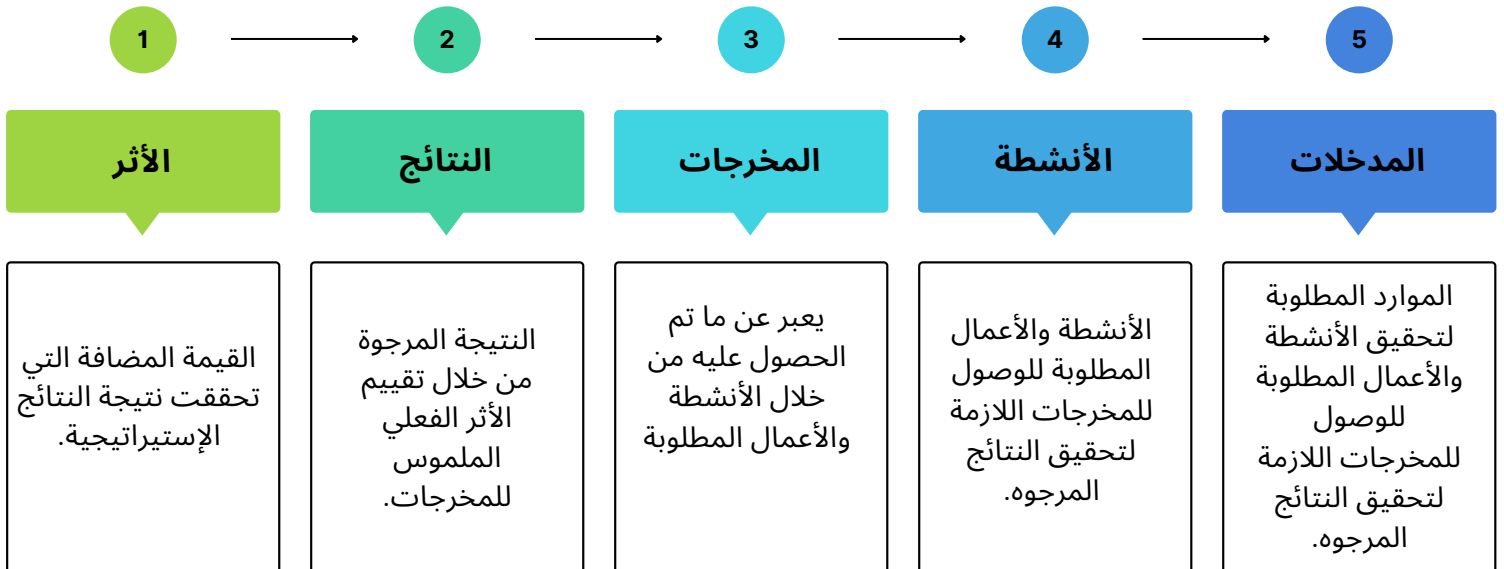 1
2
3
4
5
الأثر
النتائج
المخرجات
الأنشطة
المدخلات
القيمة المضافة التي
تحققت نتيجة النتائج
الإستيراتيجية.
النتيجة المرجوة
من خلال تقييم
الأثر الفعلي
الملموس
للمخرجات.
يعبر عن ما تم
الحصول عليه من
خلال الأنشطة
والأعمال المطلوبة
الأنشطة والأعمال
المطلوبة للوصول
للمخرجات اللازمة
لتحقيق النتائج
المرجوه.
الموارد المطلوبة
لتحقيق الأنشطة
والأعمال المطلوبة
للوصول
للمخرجات اللازمة
لتحقيق النتائج
المرجوه.